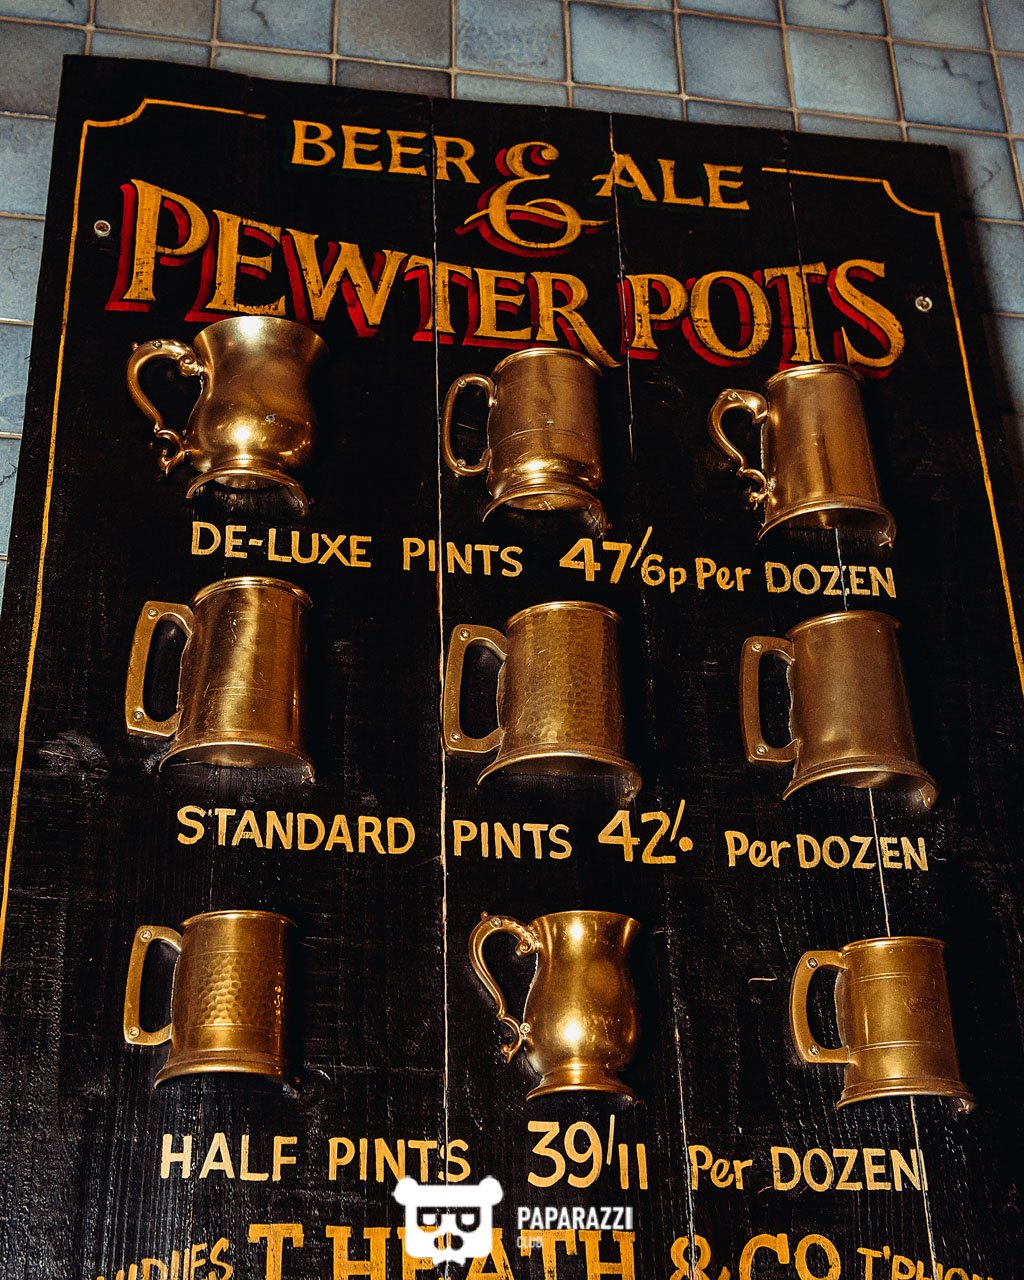 BEER & ALE
PEWTER POTS
DE-LUXE PINTS 47/6p Per DOZEN
STANDARD PINTS 42/. Per DOZEN
HALF PINTS 39/11 Per DOZEN
PAPARAZZI
CLUB
T. HEATH & CO